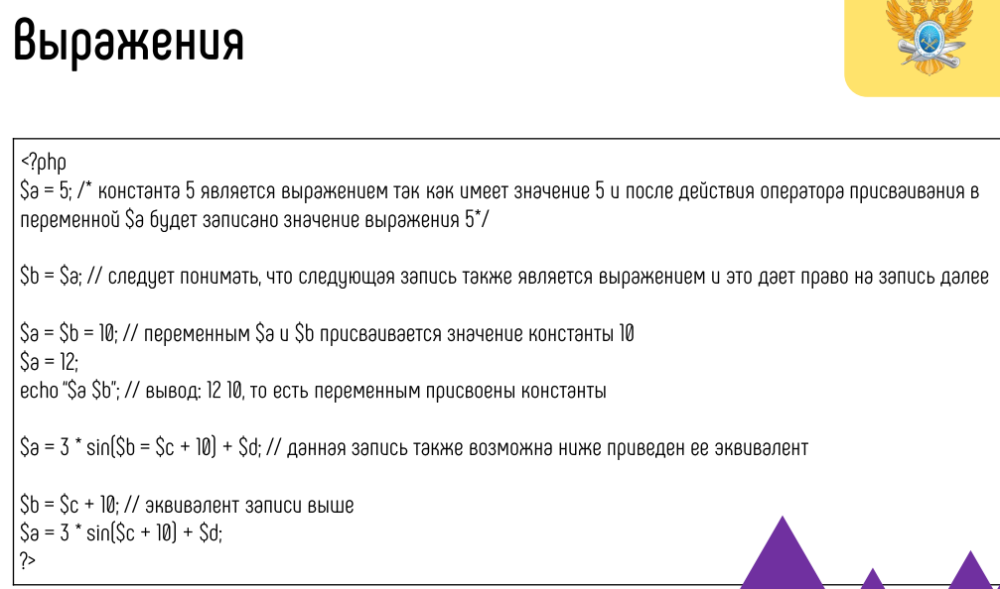 Выражения
<?php
$a = 5; /* константа 5 является выражением так как имеет значение 5 и после действия оператора присваивания в
переменной $a будет записано значение выражения 5*/
$b = $a; // следует понимать, что следующая запись также является выражением и это дает право на запись далее
$a = $b = 10; // переменным $a и $b присваивается значение константы 10
$a = 12;
echo “$a $b”; // вывод: 12 10, то есть переменным присвоены константы
$a = 3 * sin($b = $c + 10) + $d; // данная запись также возможна ниже приведен ее эквивалент
$b = $c + 10; // эквивалент записи выше
$a = 3 * sin($c + 10) + $d;
?>